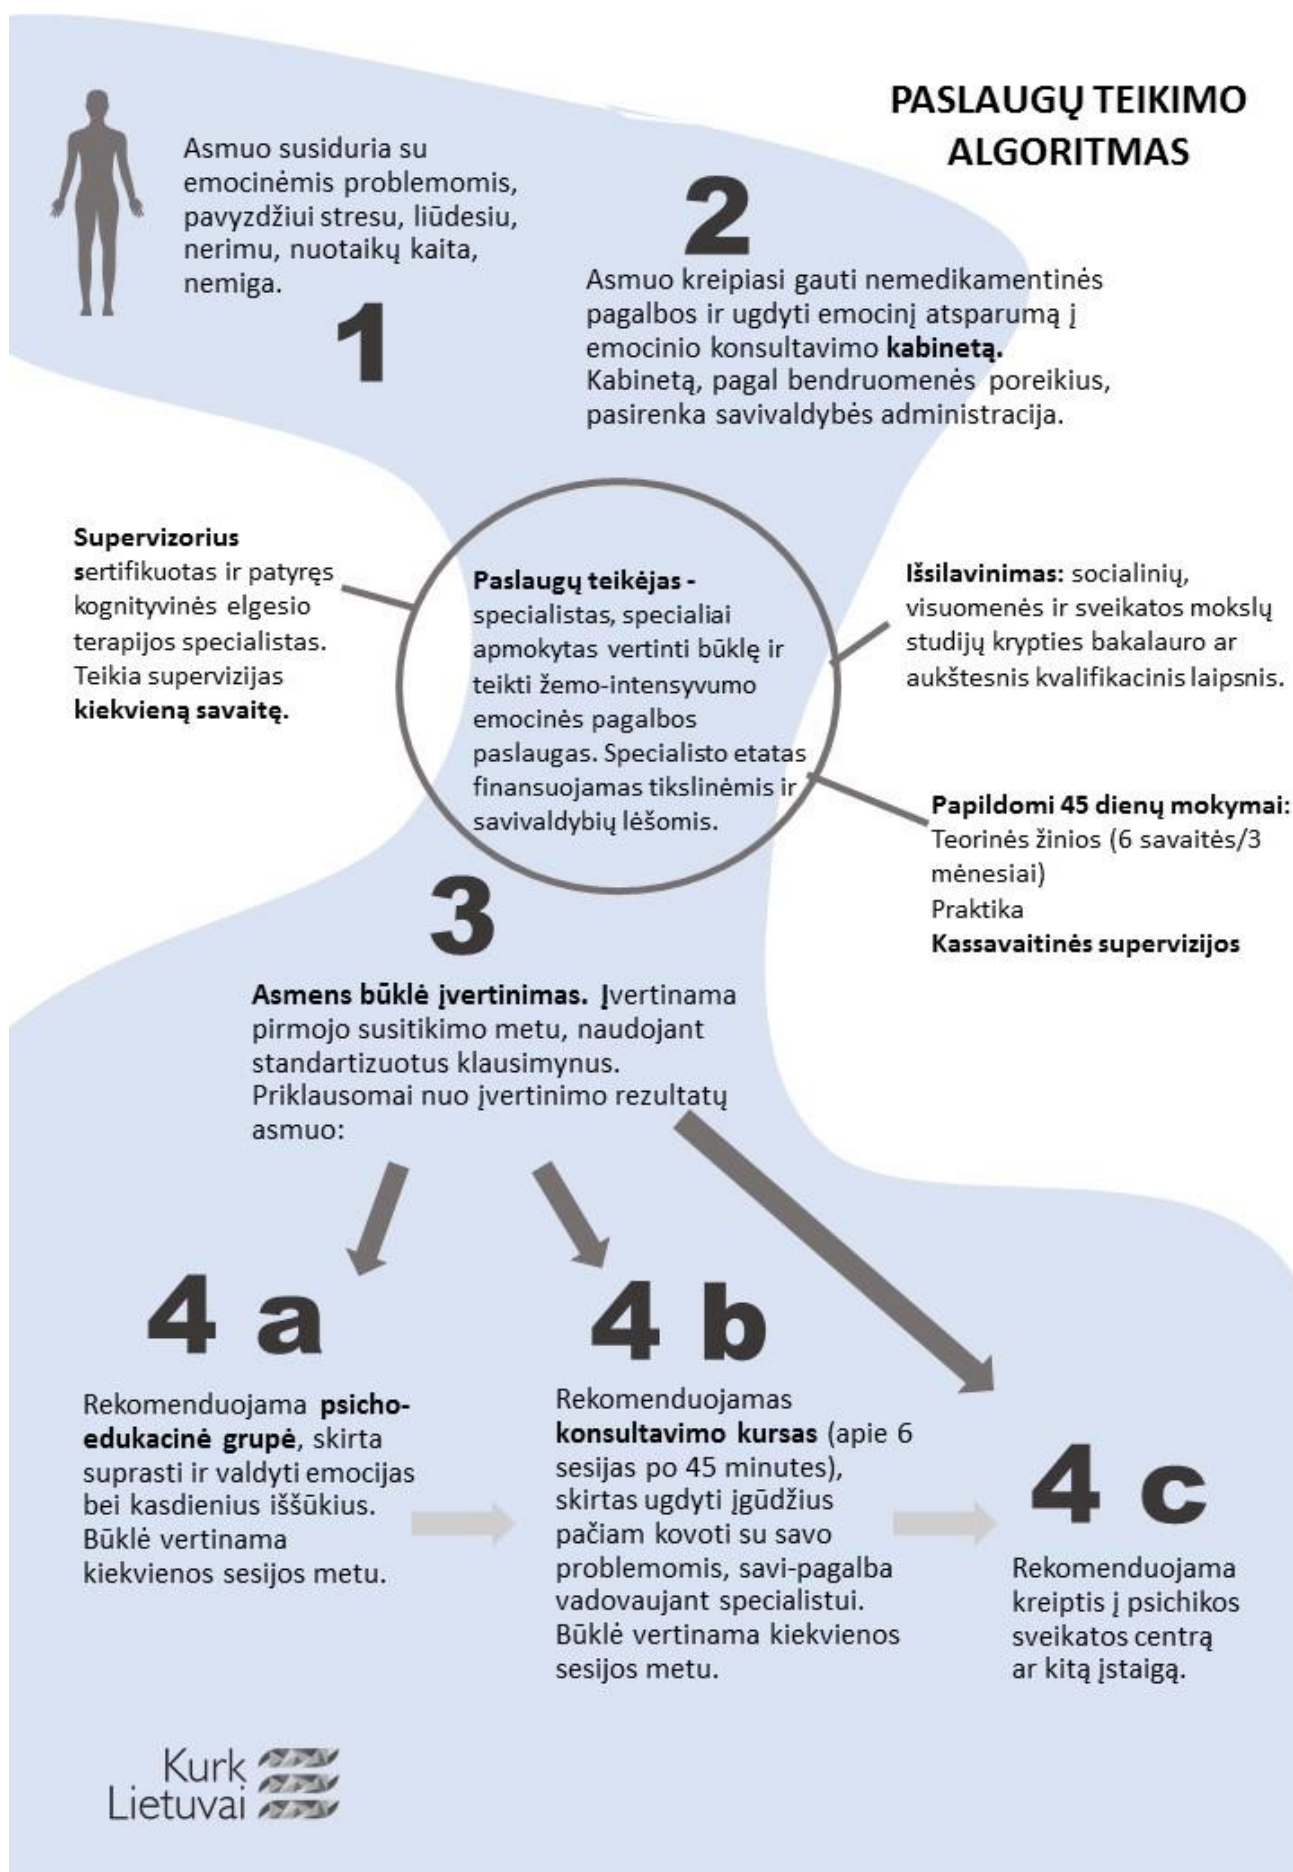 PASLAUGŲ TEIKIMO
ALGORITMAS
Asmuo susiduria su
emocinėmis problemomis,
pavyzdžiui stresu, liūdesiu,
nerimu, nuotaikų kaita,
nemiga.
1
2
Asmuo kreipiasi gauti nemedikamentinės
pagalbos ir ugdyti emocinį atsparumą į
emocinio konsultavimo kabinetą.
Kabinetą, pagal bendruomenės poreikius,
pasirenka savivaldybės administracija.
Supervizorius
sertifikuotas ir patyręs
kognityvinės elgesio
terapijos specialistas.
Teikia supervizijas
kiekvieną savaitę.
Paslaugų teikėjas -
specialistas, specialiai
apmokytas vertinti būklę ir
teikti žemo-intensyvumo
emocinės pagalbos
paslaugas. Specialisto etatas
finansuojamas tikslinėmis ir
savivaldybių lėšomis.
Išsilavinimas: socialinių,
visuomenės ir sveikatos mokslų
studijų krypties bakalauro ar
aukštesnis kvalifikacinis laipsnis.
Papildomi 45 dienų mokymai:
Teorinės žinios (6 savaitės/3
mėnesiai)
Praktika
Kassavaitinės supervizijos
3
Asmens būklė įvertinimas. Įvertinama
pirmojo susitikimo metu, naudojant
standartizuotus klausimynus.
Priklausomai nuo įvertinimo rezultatų
asmuo:
4 a
Rekomenduojama psicho-
edukacinė grupė, skirta
suprasti ir valdyti emocijas
bei kasdienius iššūkius.
Būklė vertinama
kiekvienos sesijos metu.
4 b
Rekomenduojamas
konsultavimo kursas (apie 6
sesijas po 45 minutes),
skirtas ugdyti įgūdžius
pačiam kovoti su savo
problemomis, savi-pagalba
vadovaujant specialistui.
Būklė vertinama kiekvienos
sesijos metu.
4 c
Rekomenduojama
kreiptis į psichikos
sveikatos centrą
ar kitą įstaigą.
Kurk
Lietuvai